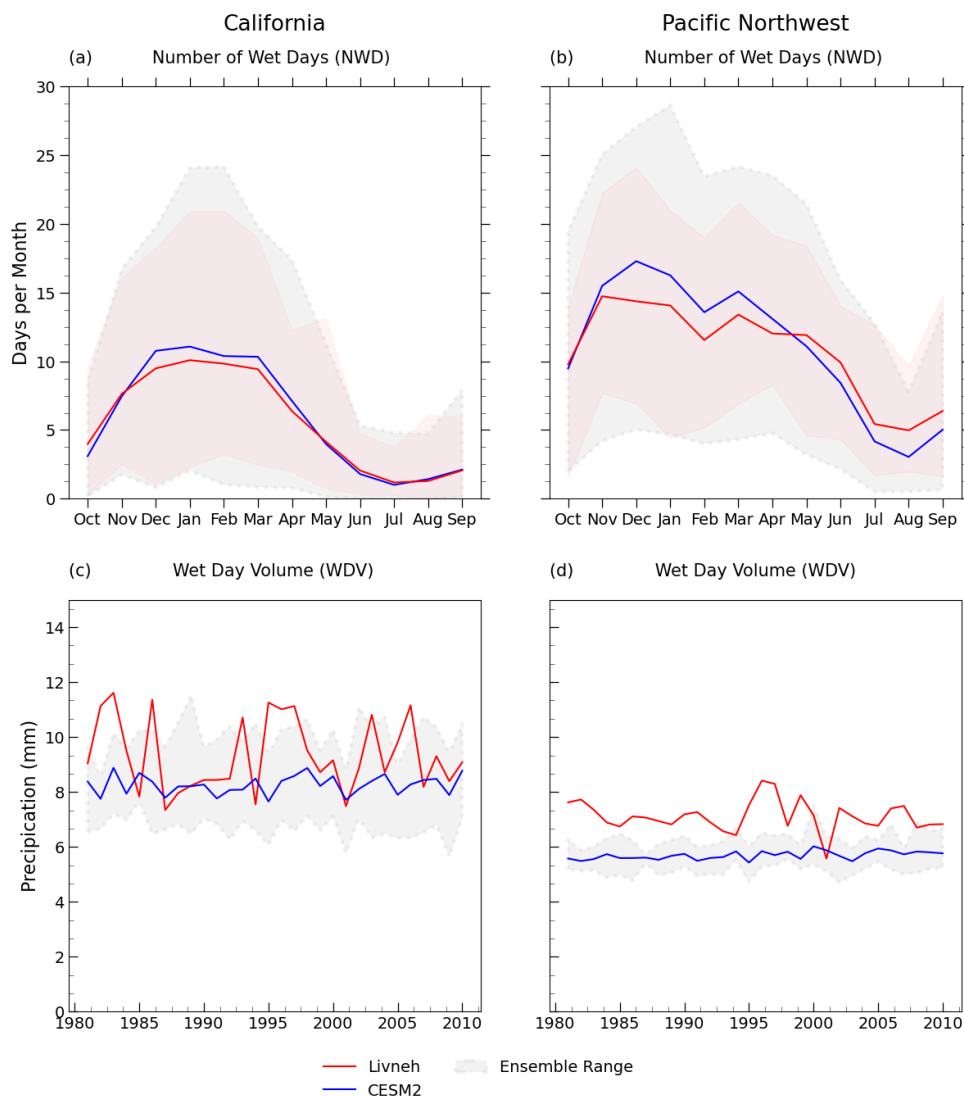 California Pacific Northwest
(a) Number of Wet Days (NWD) (b) Number of Wet Days (NWD)
30
25
20
15
10
5
0
Days per Month
Oct Nov Dec Jan Feb Mar Apr May Jun Jul Aug Sep Oct Nov Dec Jan Feb Mar Apr May Jun Jul Aug Sep
(c) Wet Day Volume (WDV) (d) Wet Day Volume (WDV)
14
12
10
8
6
4
2
0
Precipication (mm)
1980 1985 1990 1995 2000 2005 2010 1980 1985 1990 1995 2000 2005 2010
Livneh Ensemble Range
CESM2